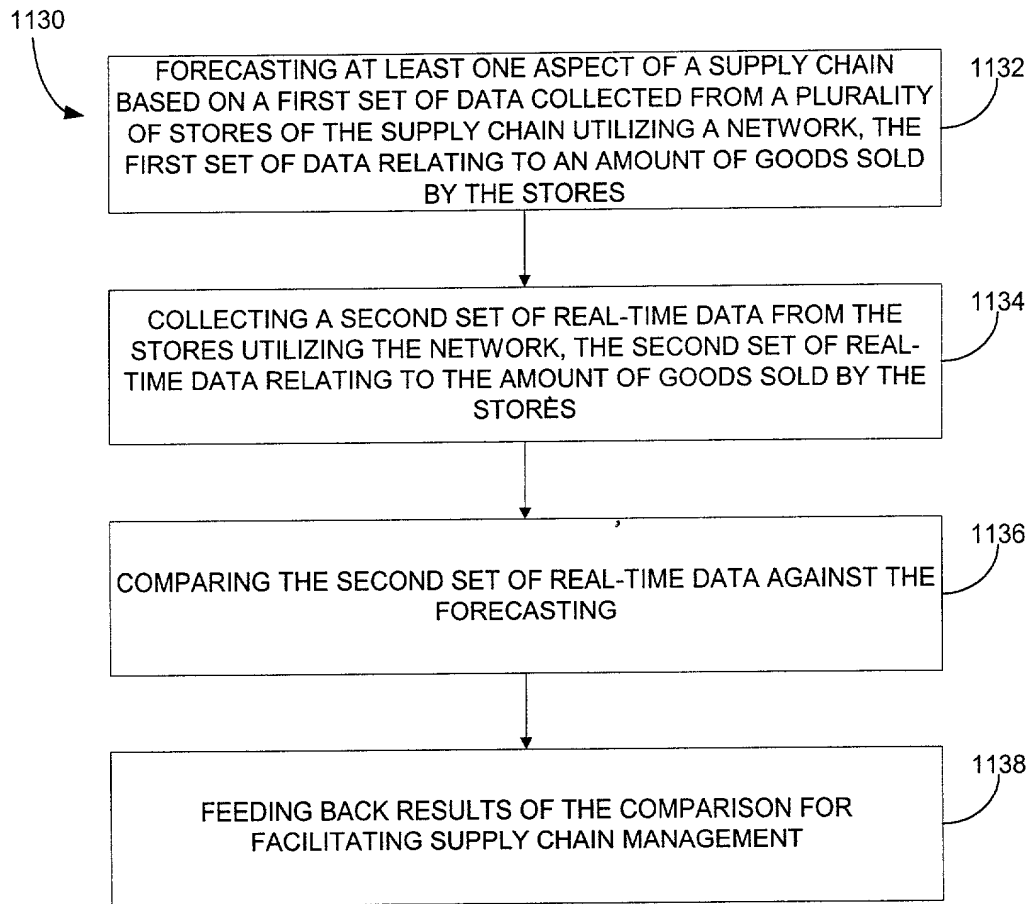 1130
FORECASTING AT LEAST ONE ASPECT OF A SUPPLY CHAIN
BASED ON A FIRST SET OF DATA COLLECTED FROM A PLURALITY
OF STORES OF THE SUPPLY CHAIN UTILIZING A NETWORK, THE
FIRST SET OF DATA RELATING TO AN AMOUNT OF GOODS SOLD
BY THE STORES
1132
COLLECTING A SECOND SET OF REAL-TIME DATA FROM THE
STORES UTILIZING THE NETWORK, THE SECOND SET OF REAL-
TIME DATA RELATING TO THE AMOUNT OF GOODS SOLD BY THE
STORES
1134
COMPARING THE SECOND SET OF REAL-TIME DATA AGAINST THE
FORECASTING
1136
FEEDING BACK RESULTS OF THE COMPARISON FOR
FACILITATING SUPPLY CHAIN MANAGEMENT
1138